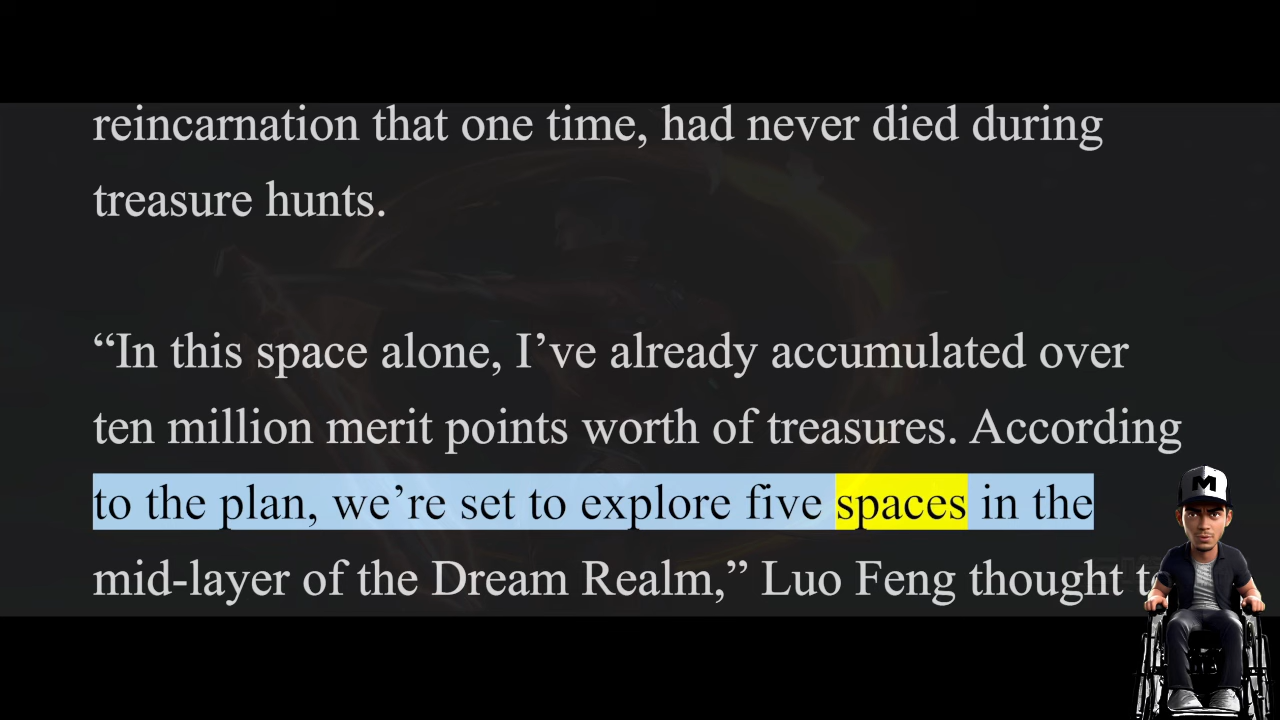 reincarnation that one time, had never died during
treasure hunts.
“In this space alone, I’ve already accumulated over
ten million merit points worth of treasures. According
to the plan, we’re set to explore five spaces in the
mid-layer of the Dream Realm,” Luo Feng thought to
M